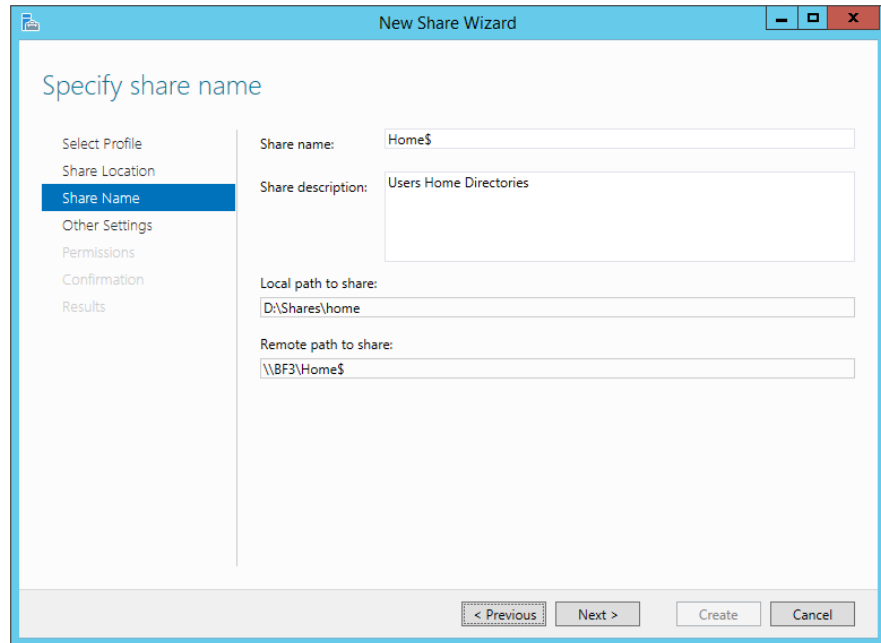 New Share Wizard
Specify share name
Select Profile
Share Location
Share Name
Other Settings
Permissions
Confirmation
Results
Share name:
Home$
Share description:
Users Home Directories
Local path to share:
D:\Shares\home
Remote path to share:
\\BF3\Home$
< Previous
Next >
Create
Cancel